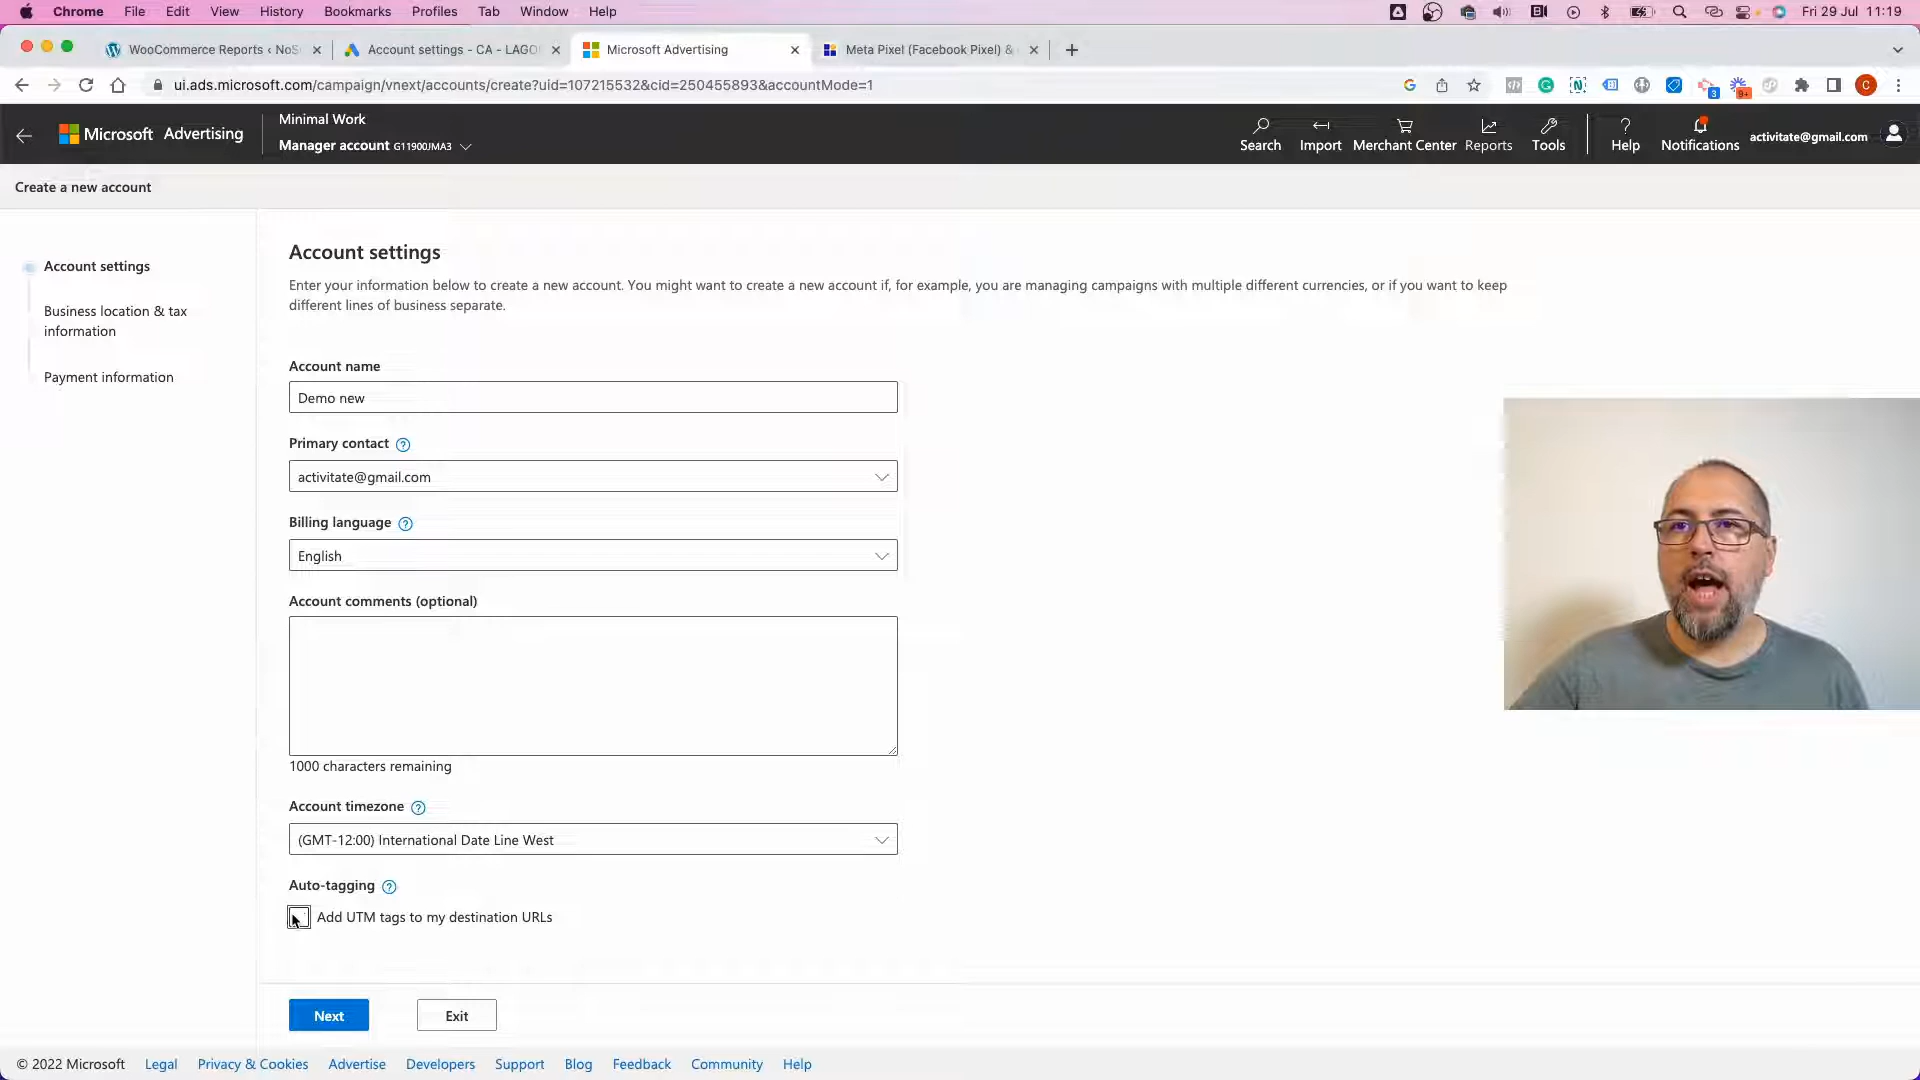 Chrome File Edit View History Bookmarks Profiles Tab Window Help Fri 29 Jul 11:19
WooCommerce Reports ‹ NoS Account settings - CA - LAGO Microsoft Advertising Meta Pixel (Facebook Pixel) &
ui.ads.microsoft.com/campaign/vnext/accounts/create?uid=107215532&cid=250455893&accountMode=1
Microsoft Advertising
Minimal Work
Manager account G11900JMA3
Search Import Merchant Center Reports Tools Help Notifications activitate@gmail.com
Create a new account
Account settings
Business location & tax
information
Payment information
Account settings
Enter your information below to create a new account. You might want to create a new account if, for example, you are managing campaigns with multiple different currencies, or if you want to keep
different lines of business separate.
Account name
Demo new
Primary contact
activitate@gmail.com
Billing language
English
Account comments (optional)
1000 characters remaining
Account timezone
(GMT-12:00) International Date Line West
Auto-tagging
Add UTM tags to my destination URLs
Next Exit
© 2022 Microsoft Legal Privacy & Cookies Advertise Developers Support Blog Feedback Community Help